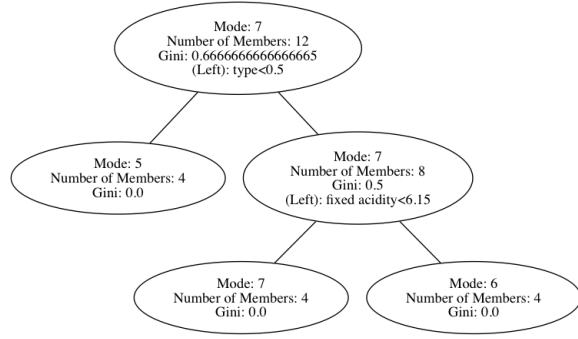 Mode: 7
Number of Members: 12
Gini: 0.6666666666666665
(Left): type<0.5
Mode: 5
Number of Members: 4
Gini: 0.0
Mode: 7
Number of Members: 8
Gini: 0.5
(Left): fixed acidity<6.15
Mode: 7
Number of Members: 4
Gini: 0.0
Mode: 6
Number of Members: 4
Gini: 0.0